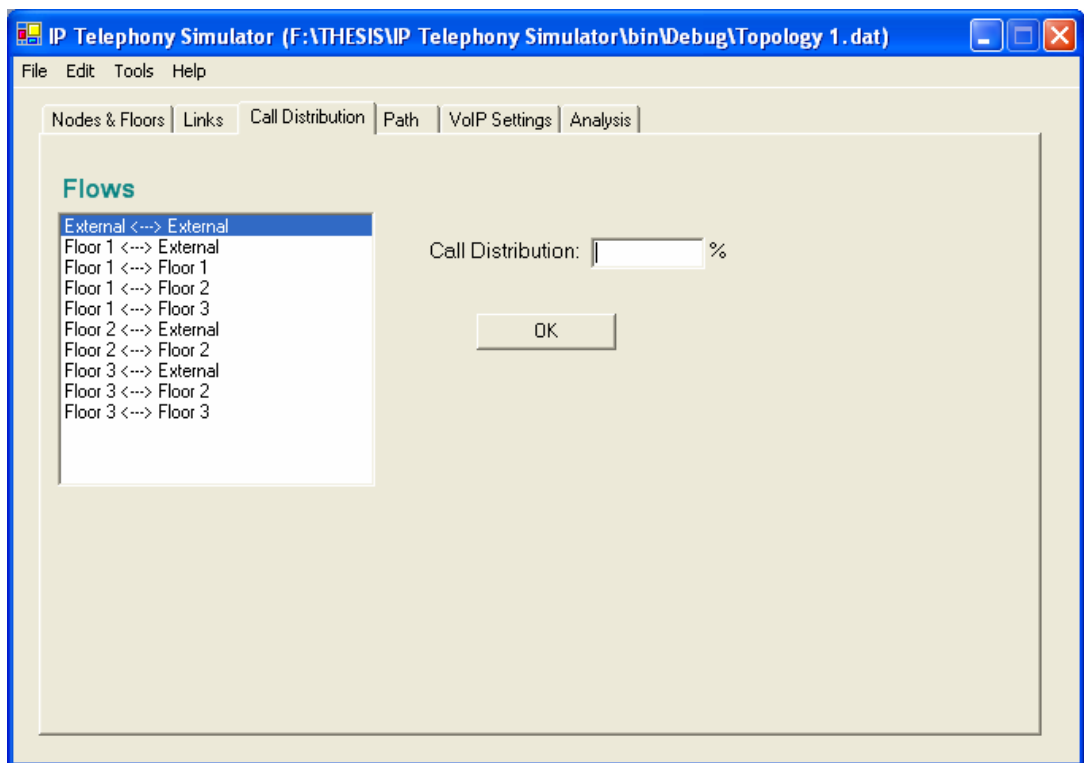 IP Telephony Simulator (F:\THESIS\IP Telephony Simulator\bin\Debug\Topology 1.dat)
File Edit Tools Help
Nodes & Floors Links Call Distribution Path VoIP Settings Analysis
Flows
External <---> External
Floor 1 <---> External
Floor 1 <---> Floor 1
Floor 1 <---> Floor 2
Floor 1 <---> Floor 3
Floor 2 <---> External
Floor 2 <---> Floor 2
Floor 3 <---> External
Floor 3 <---> Floor 2
Floor 3 <---> Floor 3
Call Distribution: %
OK